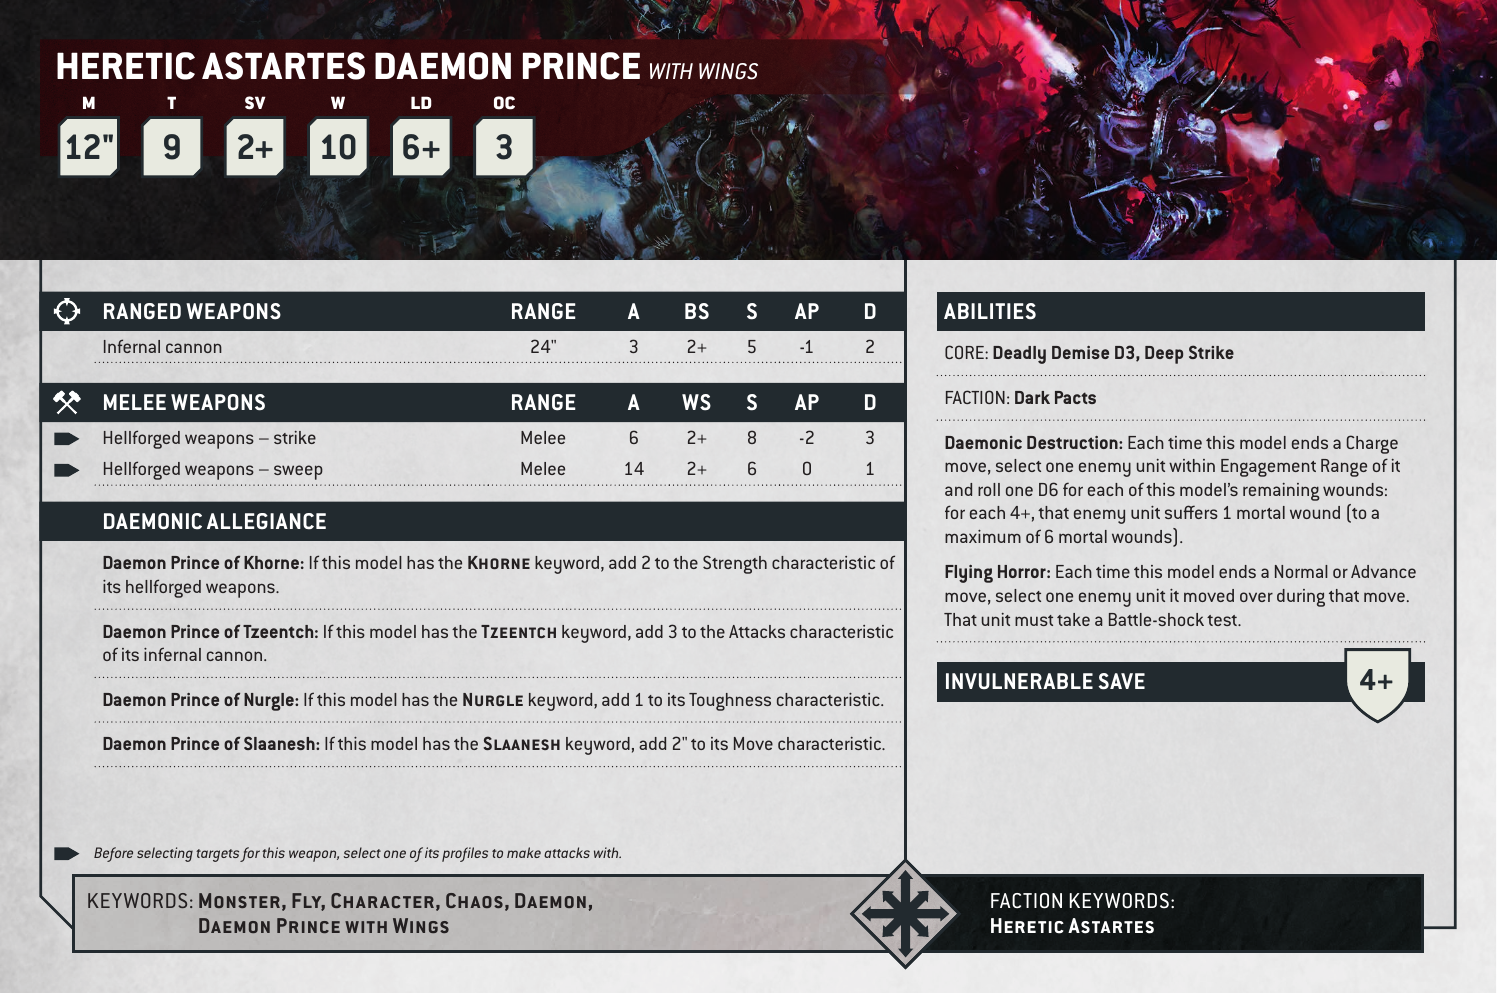 HERETIC ASTARTES DAEMON PRINCE WITH WINGS
M T SV W LD OC
12" 9 2+ 10 6+ 3
RANGED WEAPONS RANGE A BS S AP D
Infernal cannon 24" 3 2+ 5 -1 2
MELEE WEAPONS RANGE A WS S AP D
Hellforged weapons – strike Melee 6 2+ 8 -2 3
Hellforged weapons – sweep Melee 14 2+ 6 0 1
DAEMONIC ALLEGIANCE
Daemon Prince of Khorne: If this model has the KHORNE keyword, add 2 to the Strength characteristic of
its hellforged weapons.
Daemon Prince of Tzeentch: If this model has the TZEENTCH keyword, add 3 to the Attacks characteristic
of its infernal cannon.
Daemon Prince of Nurgle: If this model has the NURGLE keyword, add 1 to its Toughness characteristic.
Daemon Prince of Slaanesh: If this model has the SLAANESH keyword, add 2" to its Move characteristic.
Before selecting targets for this weapon, select one of its profiles to make attacks with.
ABILITIES
CORE: Deadly Demise D3, Deep Strike
FACTION: Dark Pacts
Daemonic Destruction: Each time this model ends a Charge
move, select one enemy unit within Engagement Range of it
and roll one D6 for each of this model's remaining wounds:
for each 4+, that enemy unit suffers 1 mortal wound (to a
maximum of 6 mortal wounds).
Flying Horror: Each time this model ends a Normal or Advance
move, select one enemy unit it moved over during that move.
That unit must take a Battle-shock test.
INVULNERABLE SAVE 4+
KEYWORDS: MONSTER, FLY, CHARACTER, CHAOS, DAEMON,
DAEMON PRINCE WITH WINGS
FACTION KEYWORDS:
HERETIC ASTARTES